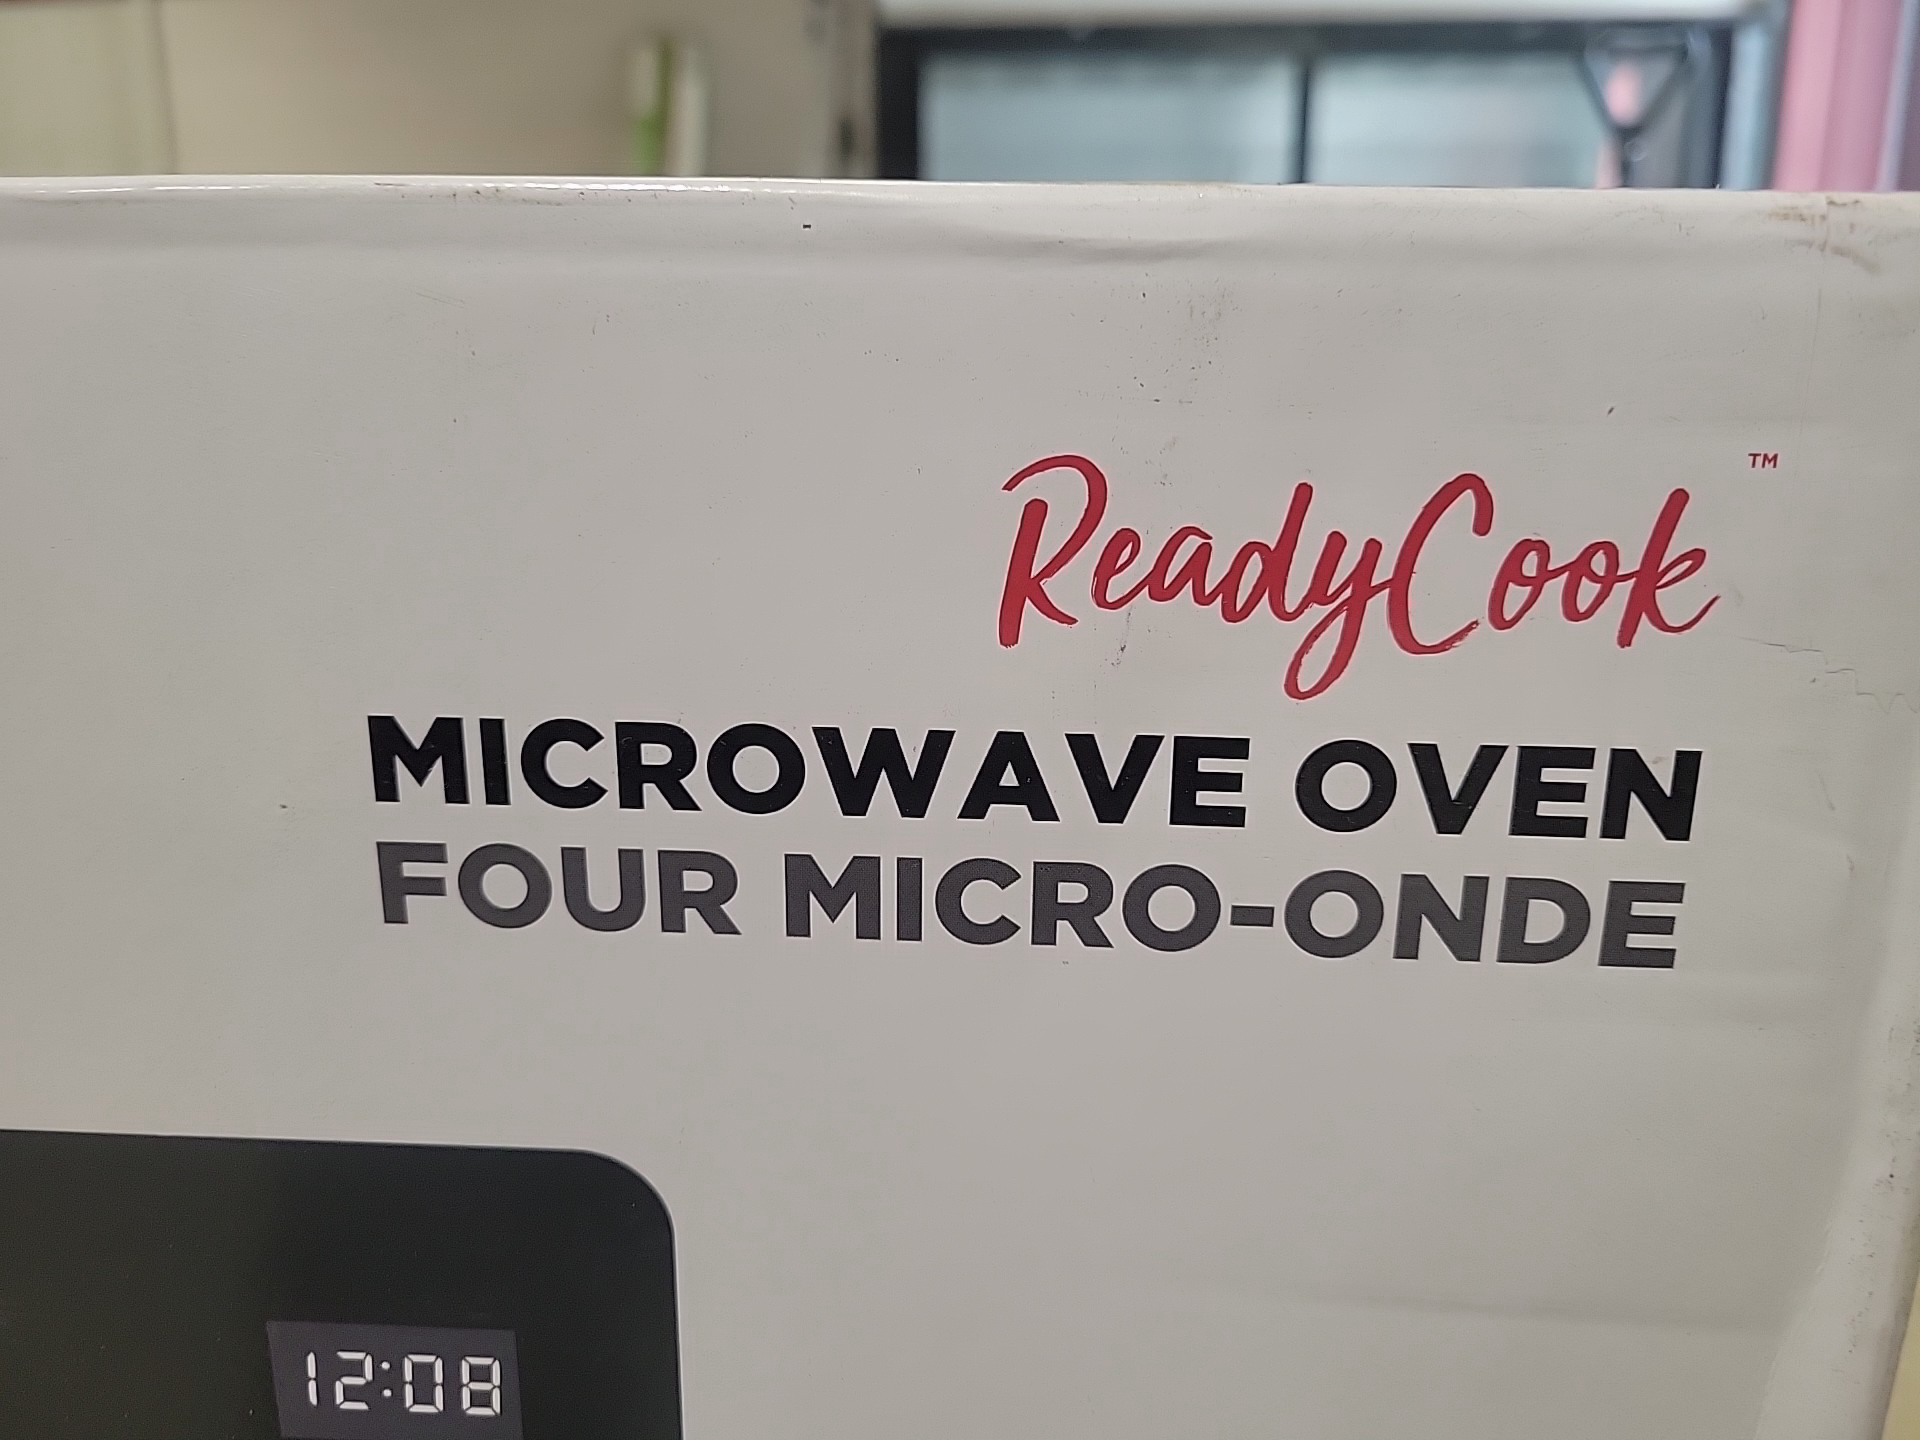 ReadyCook™
MICROWAVE OVEN
FOUR MICRO-ONDE
12:08